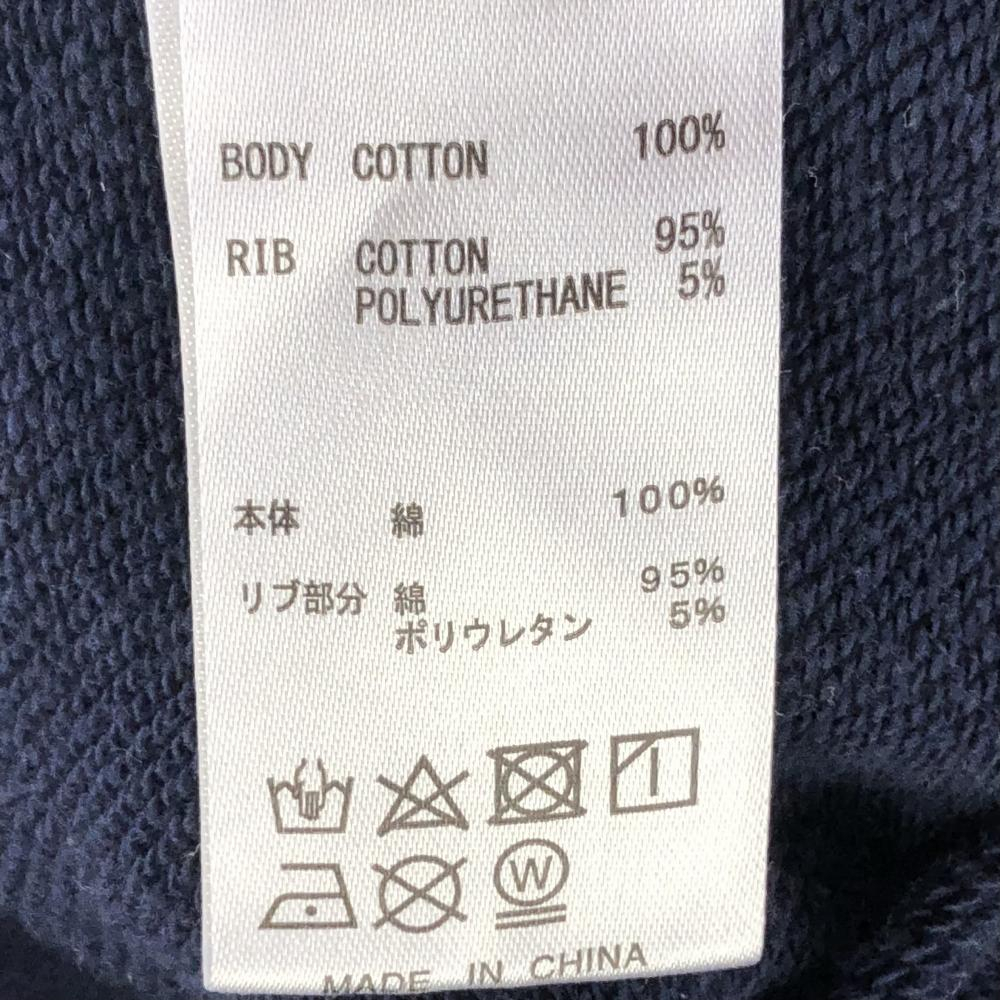 BODY COTTON 100%
RIB COTTON 95%
POLYURETHANE 5%
本体 綿 100%
リブ部分 綿 95%
ポリウレタン 5%
W
MADE IN CHINA